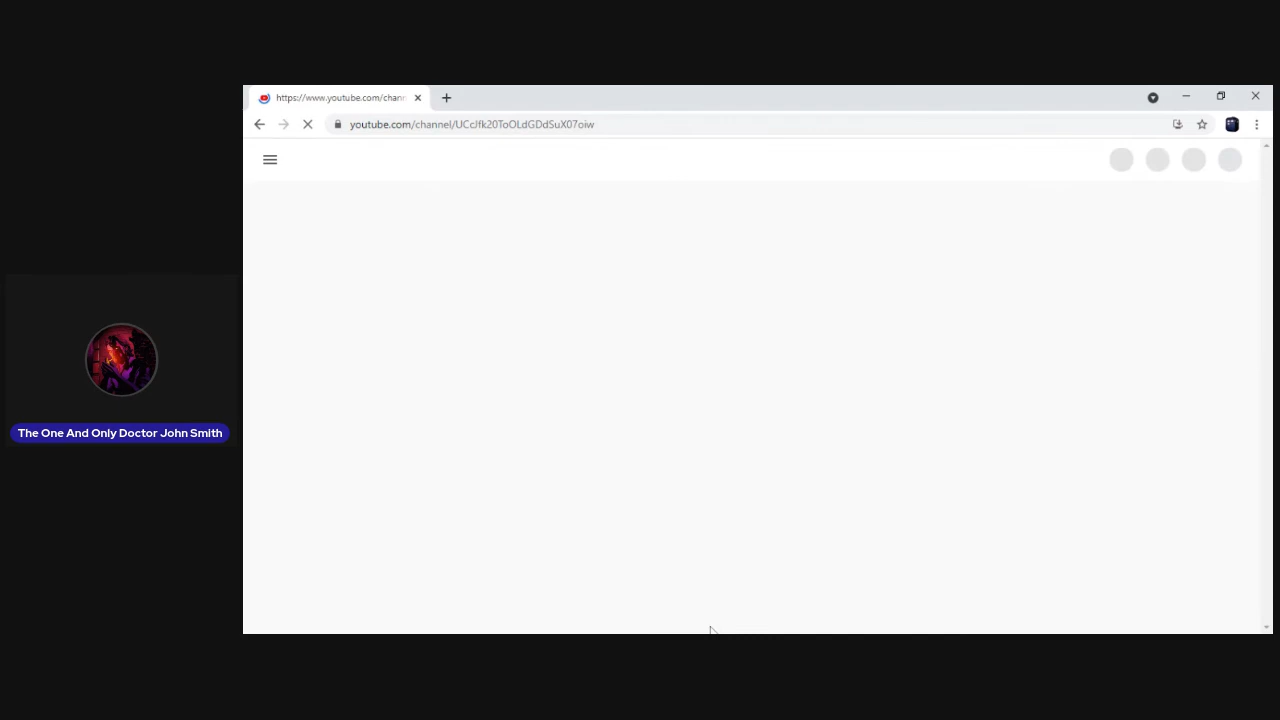 https://www.youtube.com/chann
youtube.com/channel/UCcJfk20ToOLdGDdSuX07oiw
The One And Only Doctor John Smith